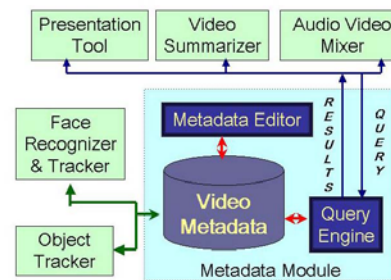 Presentation
Tool
Video
Summarizer
Audio Video
Mixer
RESULTS
QUERY
Metadata Editor
Face
Recognizer
& Tracker
Video
Metadata
Query
Engine
Object
Tracker
Metadata Module